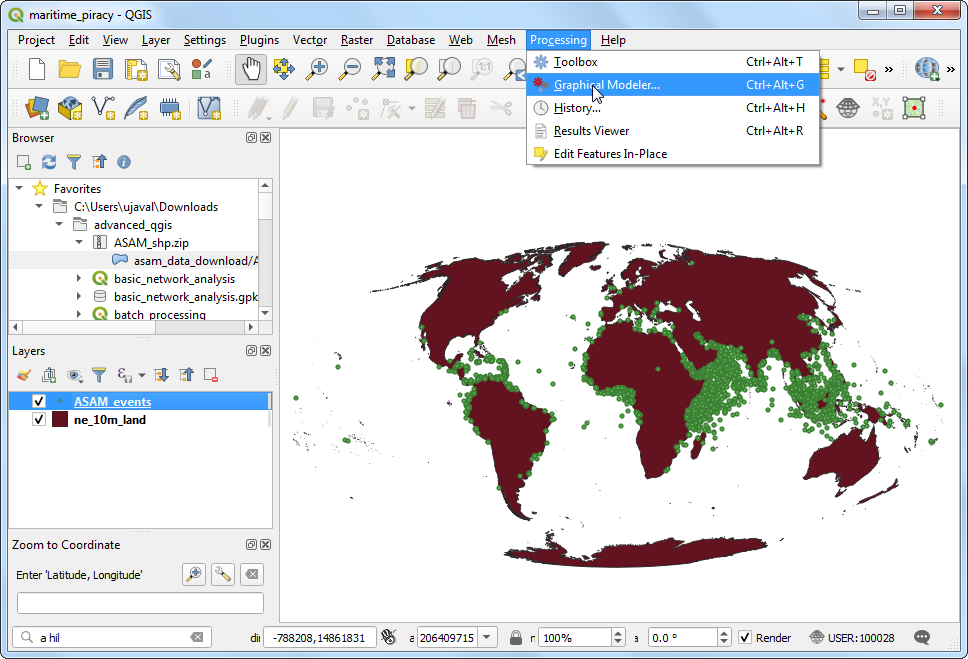 maritime_piracy - QGIS
Project Edit View Layer Settings Plugins Vector Raster Database Web Mesh Processing Help
Toolbox Ctrl+Alt+T
Graphical Modeler... Ctrl+Alt+G
History... Ctrl+Alt+H
Results Viewer Ctrl+Alt+R
Edit Features In-Place
Browser
Favorites
C:\Users\ujaval\Downloads
advanced_qgis
ASAM_shp.zip
asam_data_download/A
basic_network_analysis
basic_network_analysis.gpk
batch_processing
Layers
ASAM_events
ne_10m_land
Zoom to Coordinate
Enter 'Latitude, Longitude'
a hil
dir -788208,14861831 a 206409715 r 100% a 0.0 ° Render USER:100028